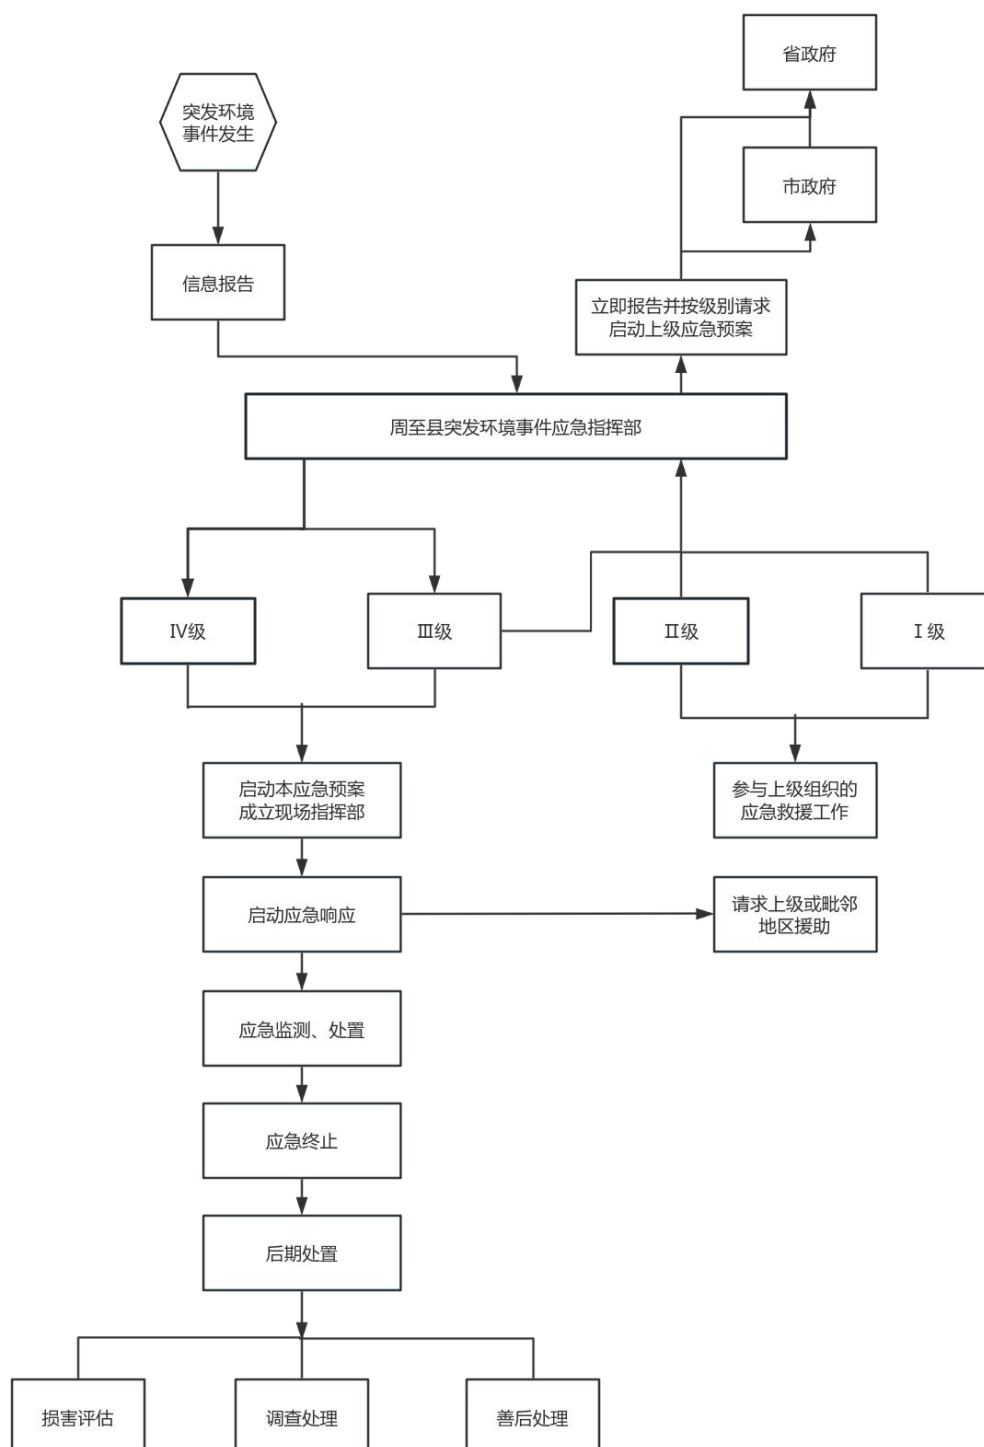 省政府
突发环境
事件发生
市政府
信息报告
立即报告并按级别请求
启动上级应急预案
周至县突发环境事件应急指挥部
IV级
Ⅲ级
Ⅱ级
Ⅰ级
启动本应急预案
成立现场指挥部
参与上级组织的
应急救援工作
启动应急响应
请求上级或毗邻
地区援助
应急监测、处置
应急终止
后期处置
损害评估
调查处理
善后处理